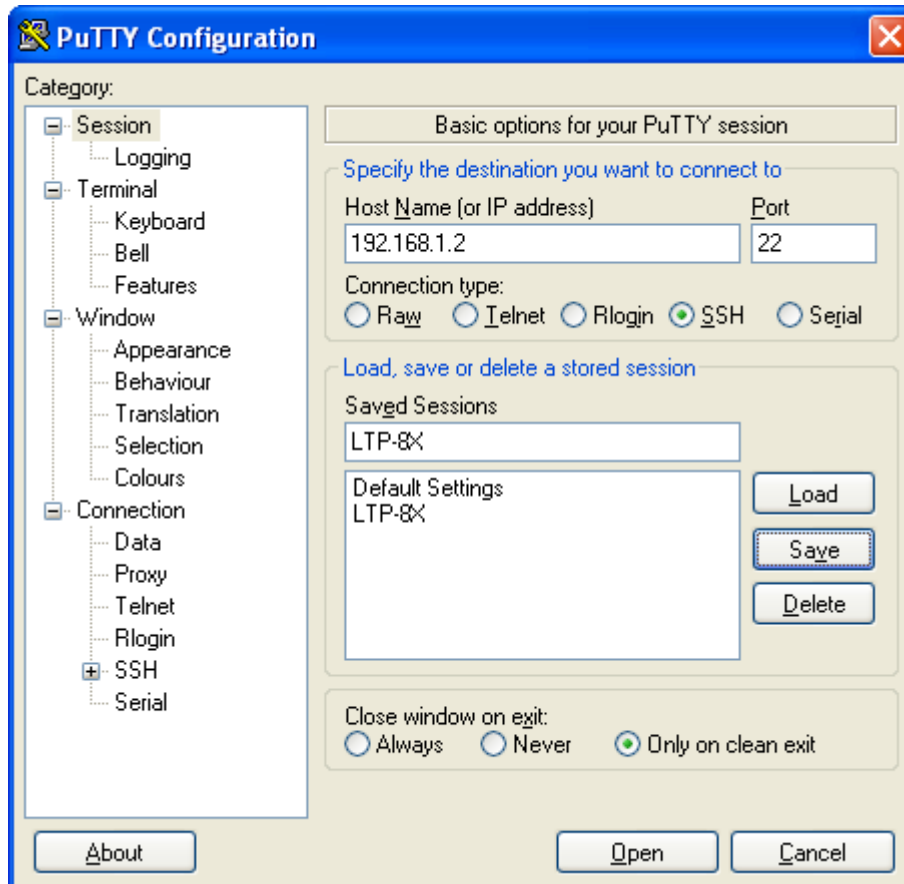 PuTTY Configuration
Category:
Session
Logging
Terminal
Keyboard
Bell
Features
Window
Appearance
Behaviour
Translation
Selection
Colours
Connection
Data
Proxy
Telnet
Rlogin
SSH
Serial
Basic options for your PuTTY session
Specify the destination you want to connect to
Host Name (or IP address) Port
192.168.1.2 22
Connection type:
Raw Telnet Rlogin SSH Serial
Load, save or delete a stored session
Saved Sessions
LTP-8X
Default Settings
LTP-8X
Load
Save
Delete
Close window on exit:
Always Never Only on clean exit
About Open Cancel